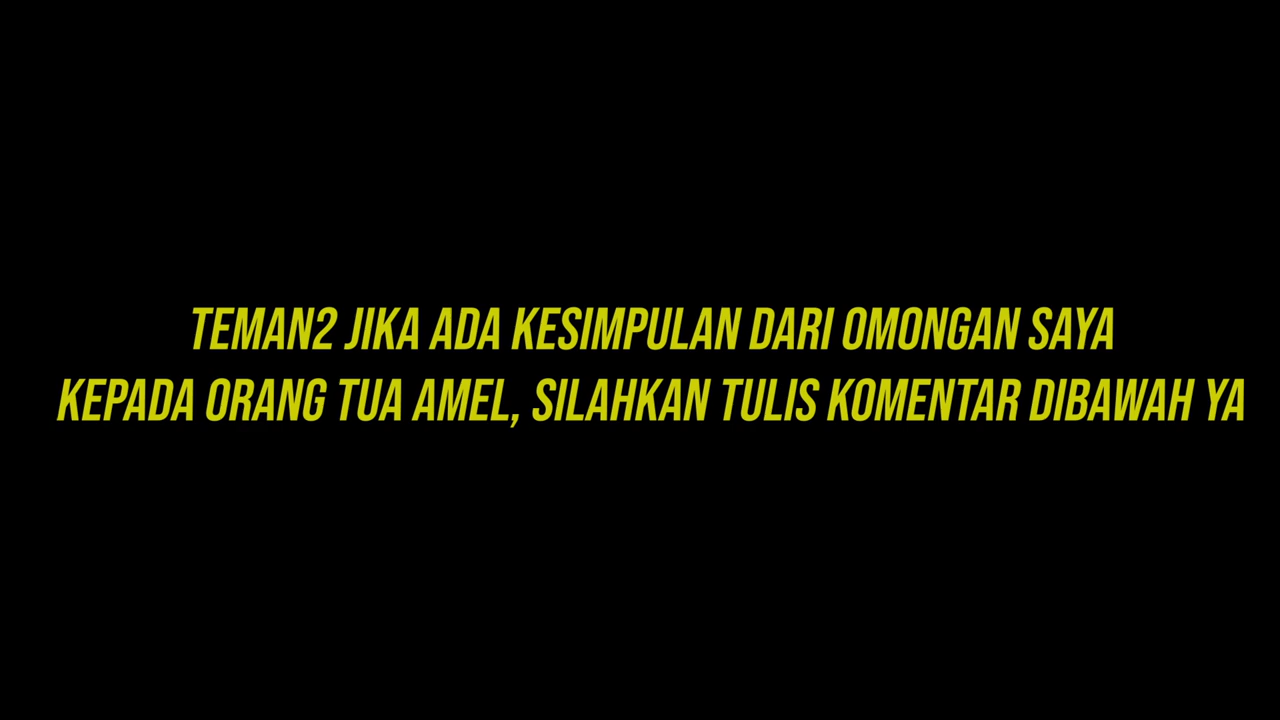 TEMAN2 JIKA ADA KESIMPULAN DARI OMONGAN SAYA
KEPADA ORANG TUA AMEL, SILAHKAN TULIS KOMENTAR DIBAWAH YA